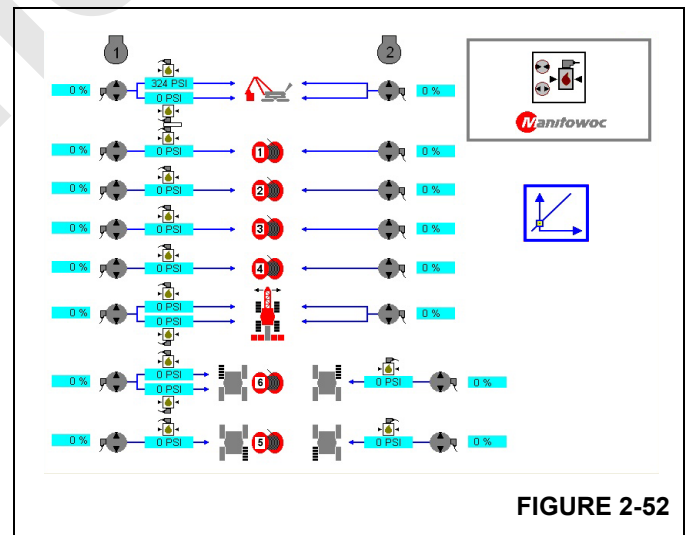 1 2
324 PSI
0 % 0 %
0 PSI
Manitowoc
0 % 0 PSI 1 0 %
0 % 0 PSI 2 0 %
0 % 0 PSI 3 0 %
0 % 0 PSI 4 0 %
0 PSI
0 % 0 %
0 PSI
0 PSI
0 % 6 0 PSI 0 %
0 PSI
0 % 0 PSI 5 0 PSI 0 %
FIGURE 2-52